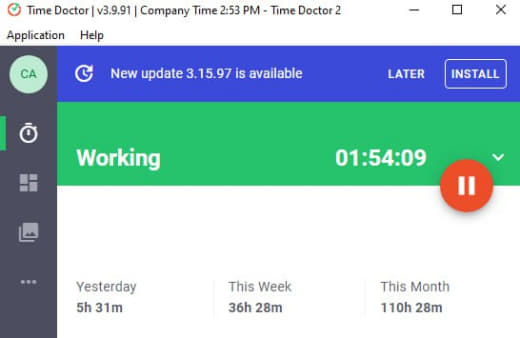 Time Doctor | v3.9.91 | Company Time 2:53 PM - Time Doctor 2
Application Help
CA
New update 3.15.97 is available LATER INSTALL
Working 01:54:09
Yesterday This Week This Month
5h 31m 36h 28m 110h 28m